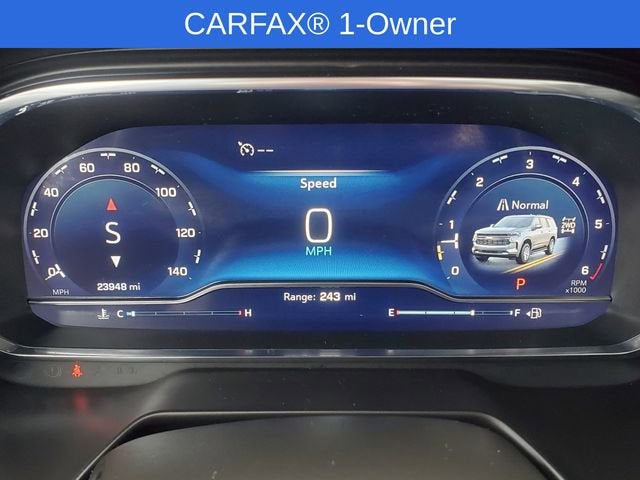 CARFAX® 1-Owner
--
Speed
0
MPH
0
20
40
60
80
100
120
140
MPH
S
23948 mi
Range: 243 mi
C H
E F
0
1
2
3
4
5
6
RPM
x1000
Normal
2WD
P